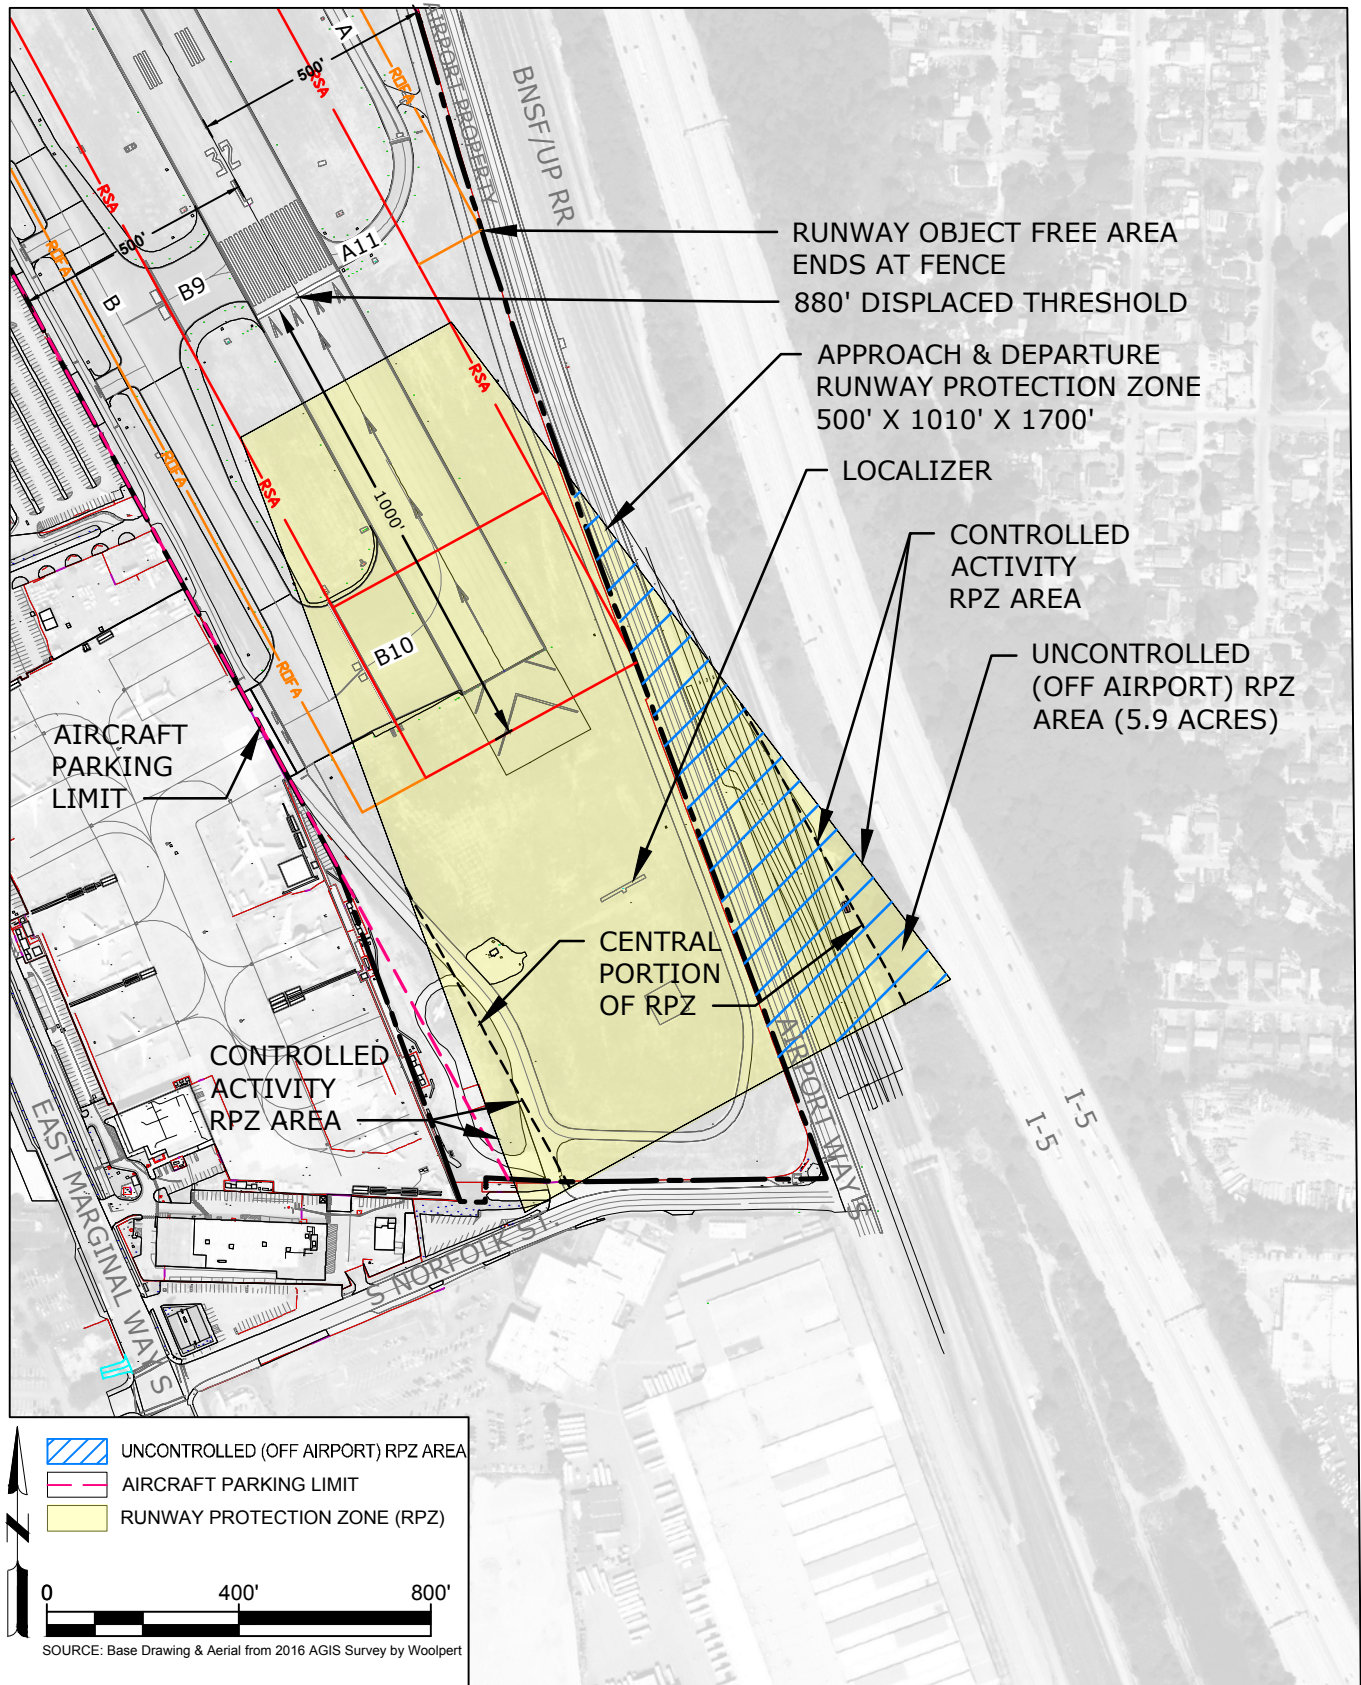 AIRPORT PROPERTY
A
500'
RSA
ROFA
BNSF/UP RR
32
RSA
500'
ROFA
A11
B9
B
RUNWAY OBJECT FREE AREA
ENDS AT FENCE
880' DISPLACED THRESHOLD
APPROACH & DEPARTURE
RUNWAY PROTECTION ZONE
500' X 1010' X 1700'
RSA
LOCALIZER
ROFA
RSA
1000'
CONTROLLED
ACTIVITY
RPZ AREA
B10
UNCONTROLLED
(OFF AIRPORT) RPZ
AREA (5.9 ACRES)
ROFA
AIRCRAFT
PARKING
LIMIT
CENTRAL
PORTION
OF RPZ
CONTROLLED
ACTIVITY
RPZ AREA
AIRPORT WAY S
I-5
I-5
EAST MARGINAL WAY S
S NORFOLK ST.
UNCONTROLLED (OFF AIRPORT) RPZ AREA
AIRCRAFT PARKING LIMIT
RUNWAY PROTECTION ZONE (RPZ)
N
0 400' 800'
SOURCE: Base Drawing & Aerial from 2016 AGIS Survey by Woolpert